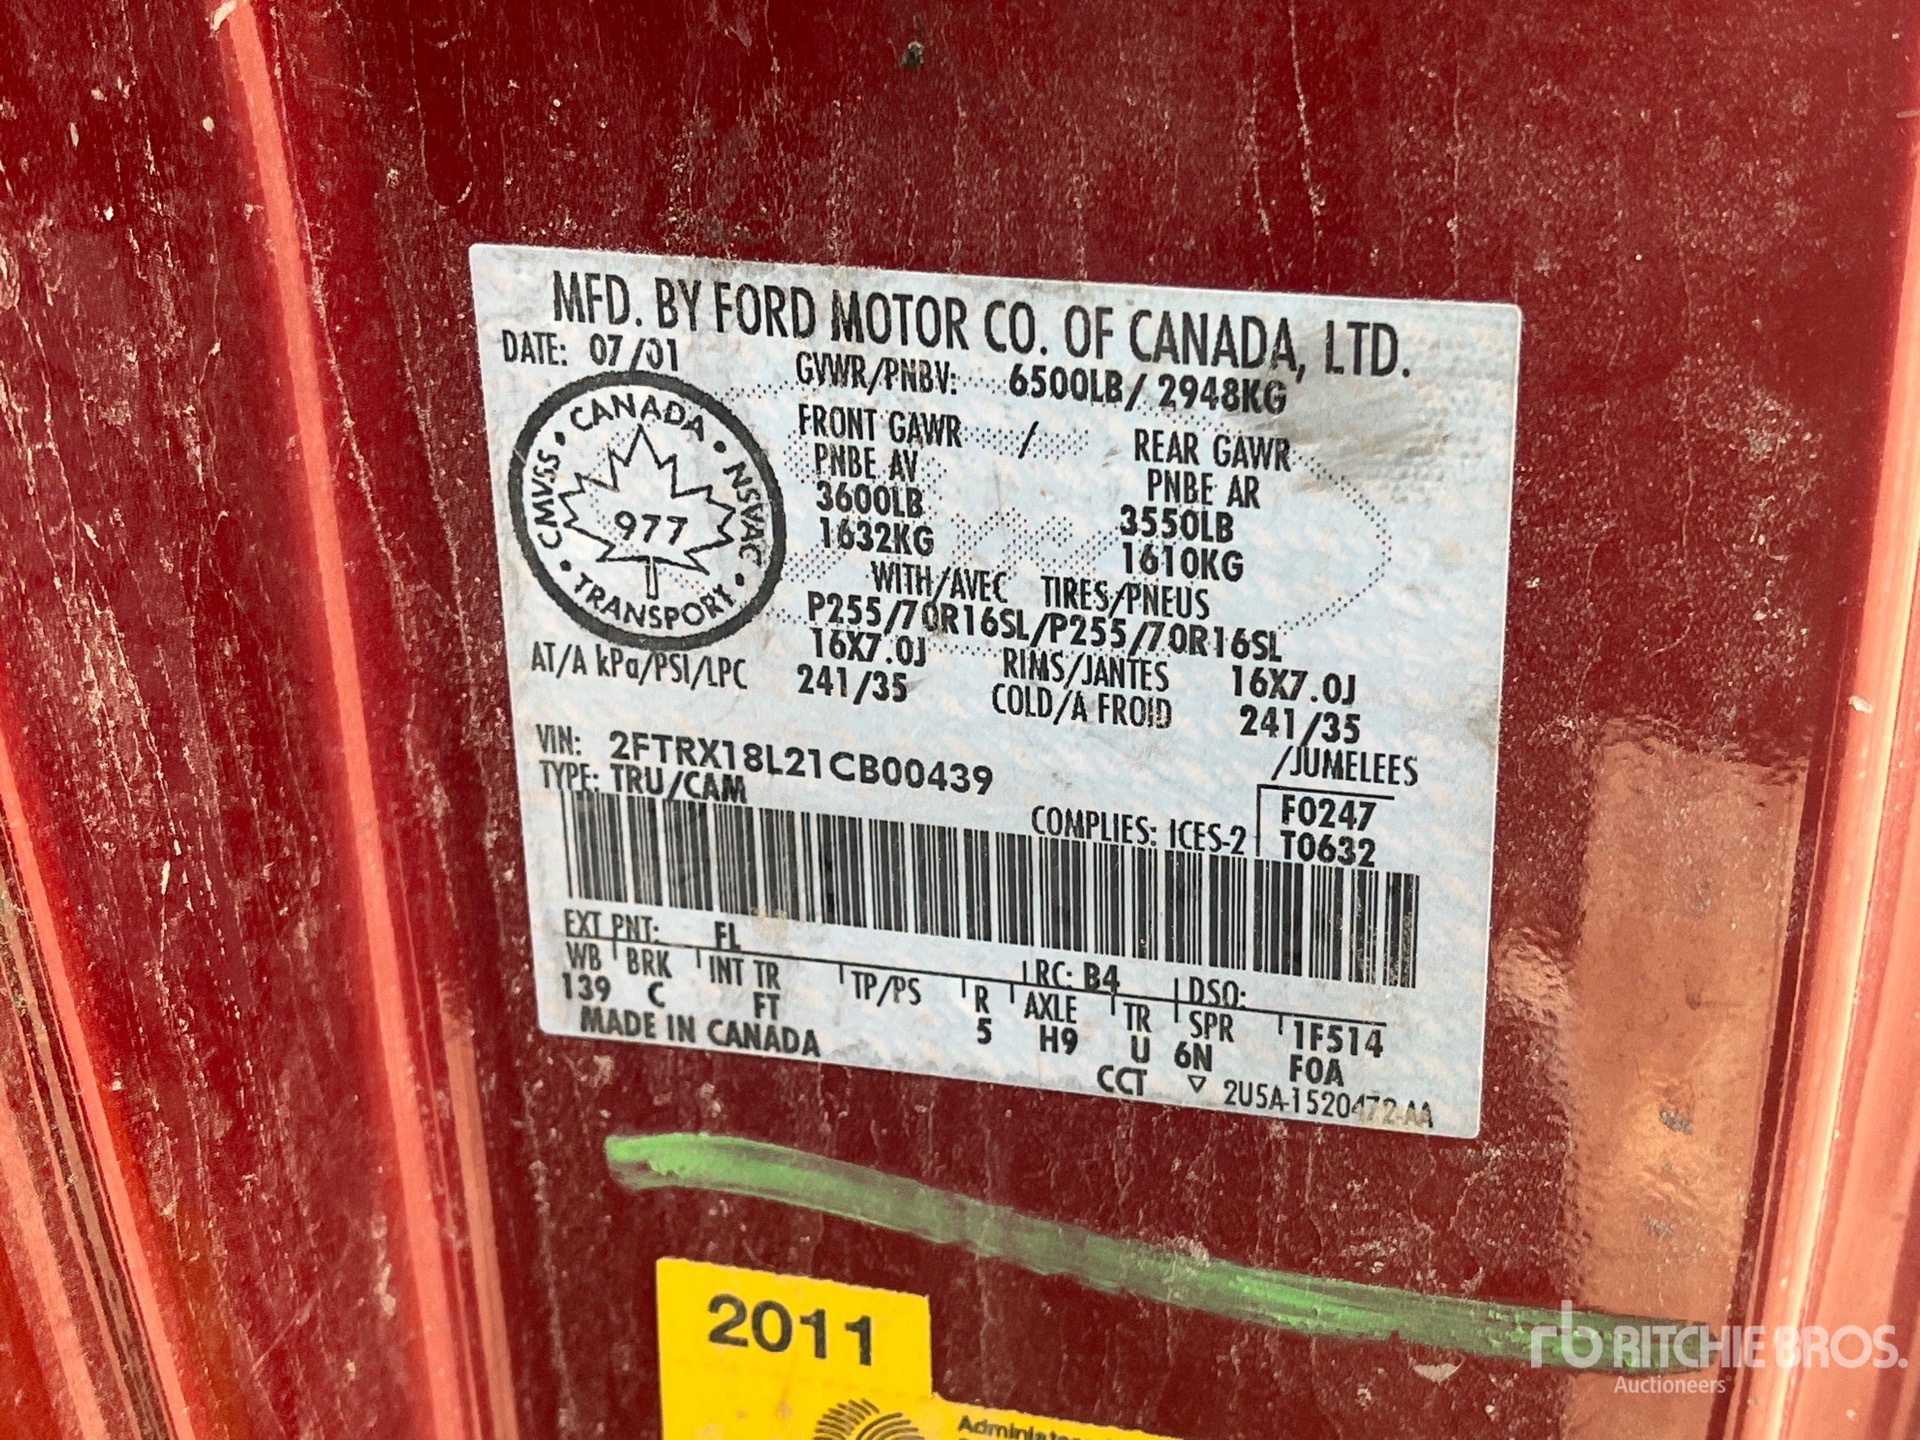 MFD. BY FORD MOTOR CO. OF CANADA, LTD.
DATE: 07/01
GVWR/PNBV: 6500LB/ 2948KG
FRONT GAWR / REAR GAWR
PNBE AV PNBE AR
3600LB 3550LB
1632KG 1610KG
WITH/AVEC TIRES/PNEUS
P255/70R16SL/P255/70R16SL
16X7.0J RIMS/JANTES 16X7.0J
AT/A kPa/PSI/LPC 241/35 COLD/A FROID 241/35
CANADA • NSVAC • TRANSPORT • CMVSS •
977
VIN: 2FTRX18L21CB00439
/JUMELEES
TYPE: TRU/CAM
COMPLIES: ICES-2
F0247
T0632
EXT PNT: FL RC: B4 DSO:
WB BRK INT TR TP/PS R AXLE TR SPR 1F514
139 C FT 5 H9 U 6N FOA
MADE IN CANADA
CCT ▽ 2U5A-1520472-AA
2011
rb RITCHIE BROS.
Auctioneers